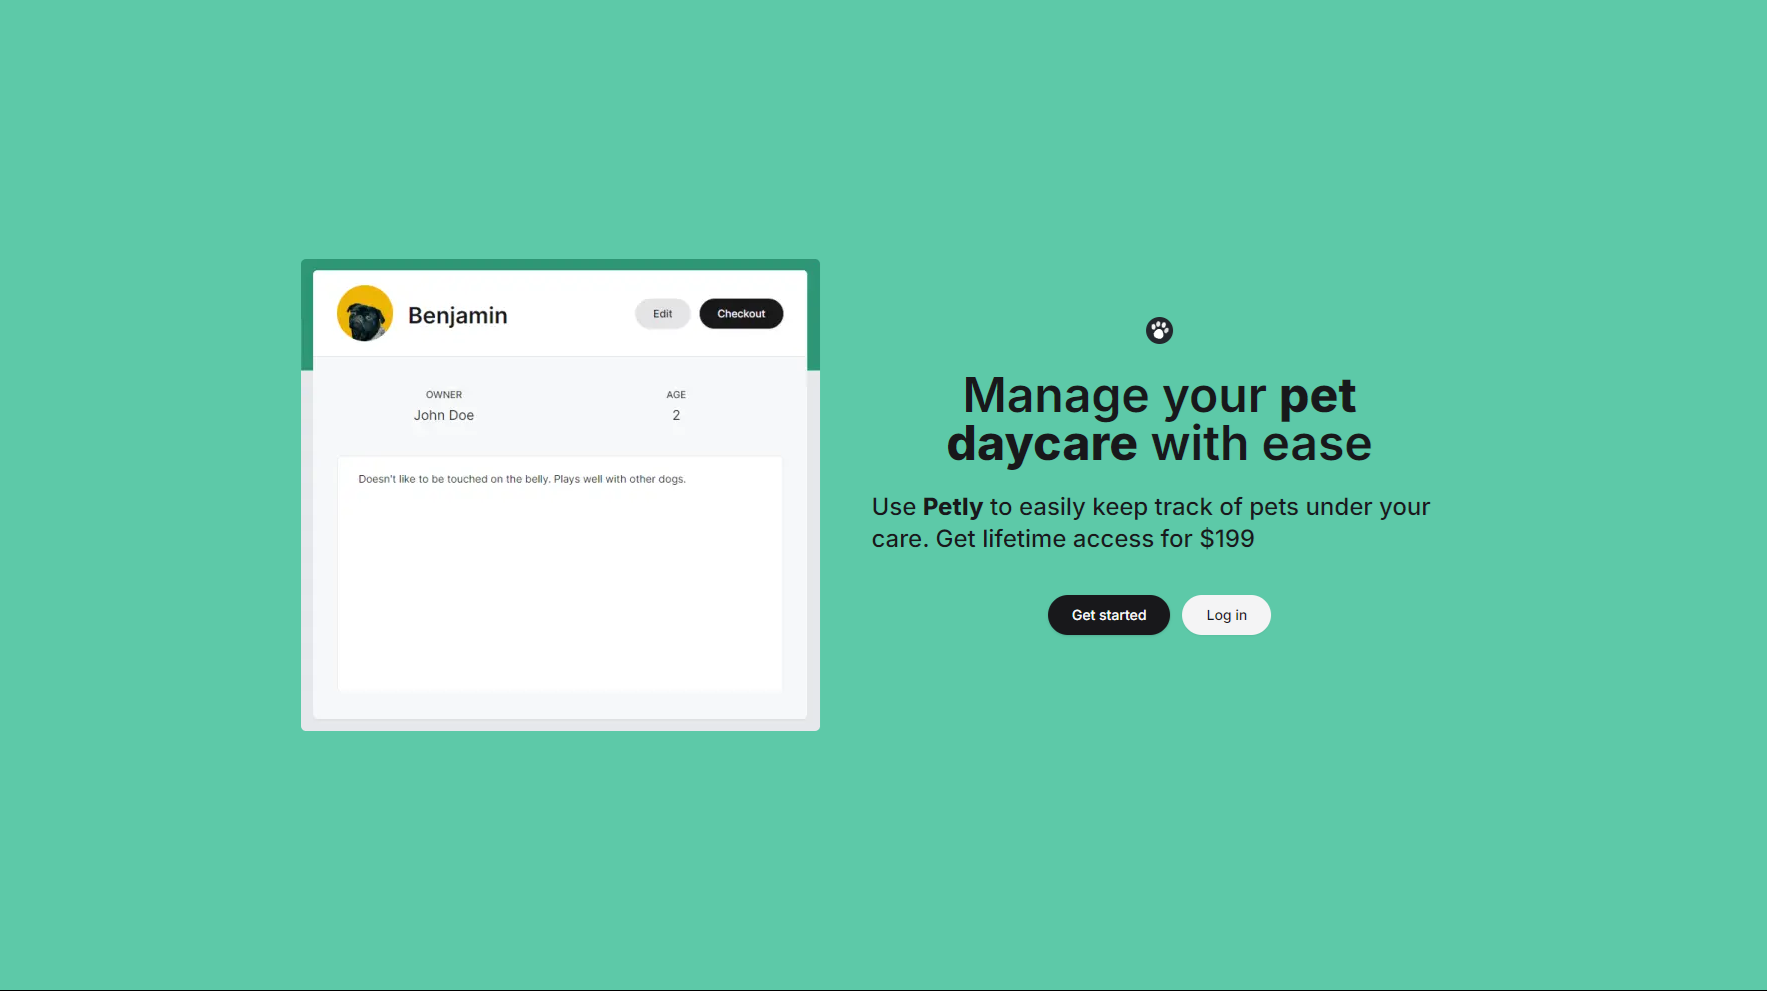 Benjamin
Edit
Checkout
OWNER
John Doe
AGE
2
Doesn't like to be touched on the belly. Plays well with other dogs.
Manage your pet
daycare with ease
Use Petly to easily keep track of pets under your
care. Get lifetime access for $199
Get started
Log in